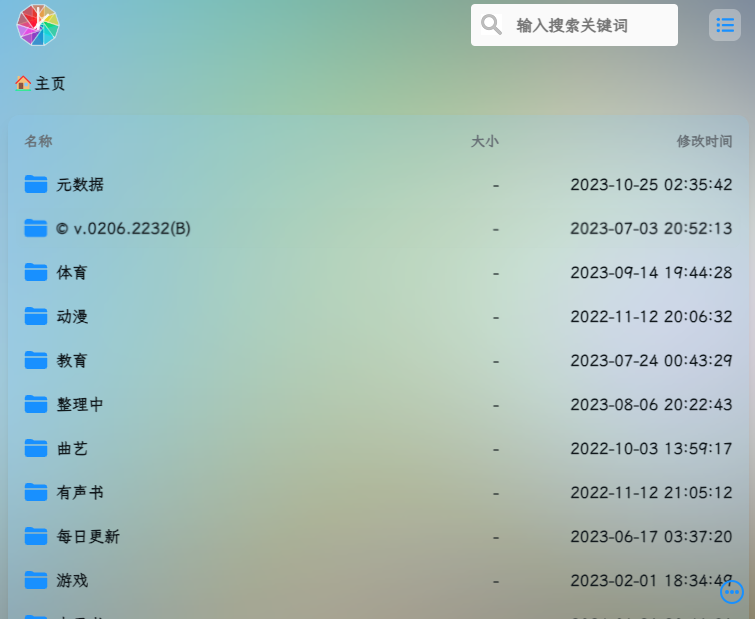 输入搜索关键词
主页
名称 大小 修改时间
元数据 - 2023-10-25 02:35:42
© v.0206.2232(B) - 2023-07-03 20:52:13
体育 - 2023-09-14 19:44:28
动漫 - 2022-11-12 20:06:32
教育 - 2023-07-24 00:43:29
整理中 - 2023-08-06 20:22:43
曲艺 - 2022-10-03 13:59:17
有声书 - 2022-11-12 21:05:12
每日更新 - 2023-06-17 03:37:20
游戏 - 2023-02-01 18:34:49